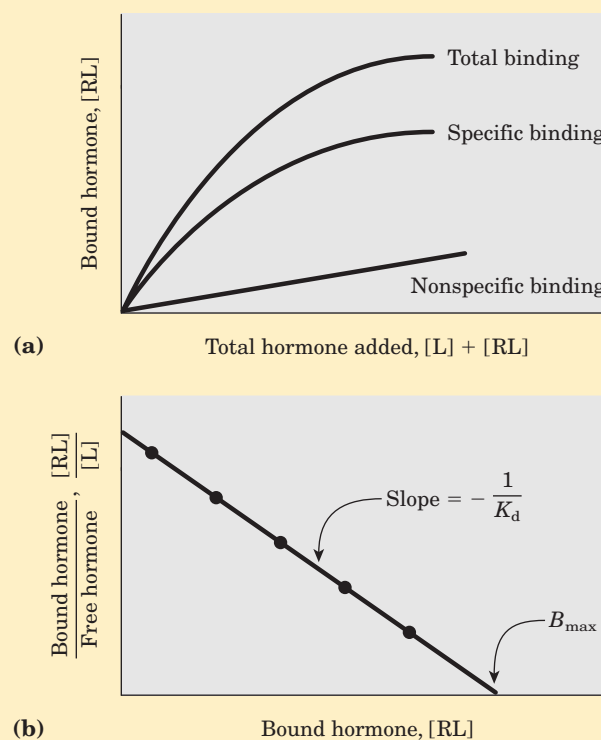 Bound hormone, [RL]
Total binding
Specific binding
Nonspecific binding
(a)
Total hormone added, [L] + [RL]
Bound hormone
Free hormone
, [RL]
[L]
Slope = − 1
K_d
B_max
(b)
Bound hormone, [RL]